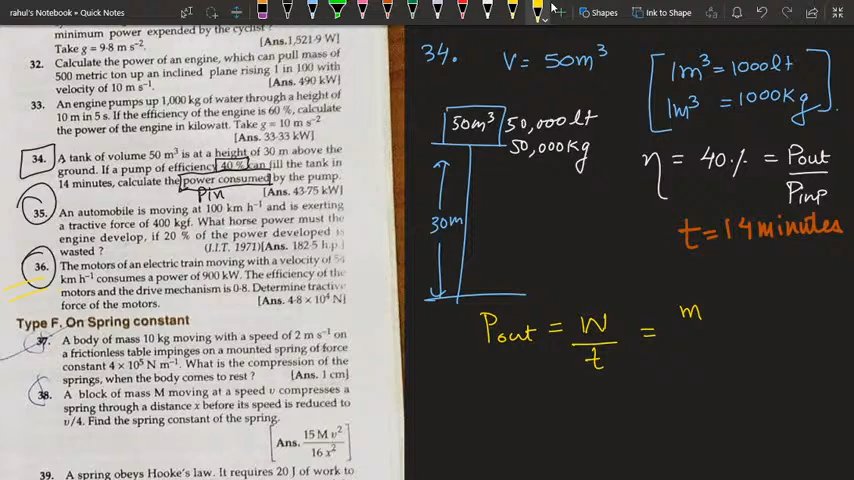 rahul's Notebook » Quick Notes
Shapes
Ink to Shape
minimum power expended by the cyclist
Take g = 9·8 m s⁻².
[Ans.1,521·9 W]
32. Calculate the power of an engine, which can pull mass of
500 metric ton up an inclined plane rising 1 in 100 with
velocity of 10 m s⁻¹.
[Ans. 490 kW]
33. An engine pumps up 1,000 kg of water through a height of
10 m in 5 s. If the efficiency of the engine is 60 %, calculate
the power of the engine in kilowatt. Take g = 10 m s⁻²
[Ans. 33·33 kW]
34. A tank of volume 50 m³ is at a height of 30 m above the
ground. If a pump of efficiency 40 % can fill the tank in
14 minutes, calculate the power consumed by the pump.
Pin
[Ans. 43·75 kW]
35. An automobile is moving at 100 km h⁻¹ and is exerting
a tractive force of 400 kgf. What horse power must the
engine develop, if 20 % of the power developed is
wasted ? (I.I.T. 1971)[Ans. 182·5 h.p.]
36. The motors of an electric train moving with a velocity of 54
km h⁻¹ consumes a power of 900 kW. The efficiency of the
motors and the drive mechanism is 0·8. Determine tractive
force of the motors. [Ans. 4·8 × 10⁴ N]
Type F. On Spring constant
37. A body of mass 10 kg moving with a speed of 2 m s⁻¹ on
a frictionless table impinges on a mounted spring of force
constant 4 × 10⁵ N m⁻¹. What is the compression of the
springs, when the body comes to rest ? [Ans. 1 cm]
38. A block of mass M moving at a speed υ compresses a
spring through a distance x before its speed is reduced to
υ/4. Find the spring constant of the spring.
[Ans. 15 M υ² / 16 x²]
39. A spring obeys Hooke's law. It requires 20 J of work to
34. V = 50m³
[1m³ = 1000lt
1m³ = 1000Kg].
50m³ 50,000lt
50,000kg
η = 40% = Pout / Pinp
30m
t = 14 minutes
Pout = W / t = m